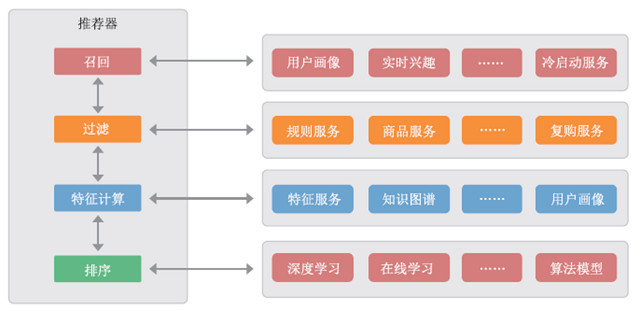 推荐器
召回
用户画像 实时兴趣 …… 冷启动服务
过滤
规则服务 商品服务 …… 复购服务
特征计算
特征服务 知识图谱 …… 用户画像
排序
深度学习 在线学习 …… 算法模型